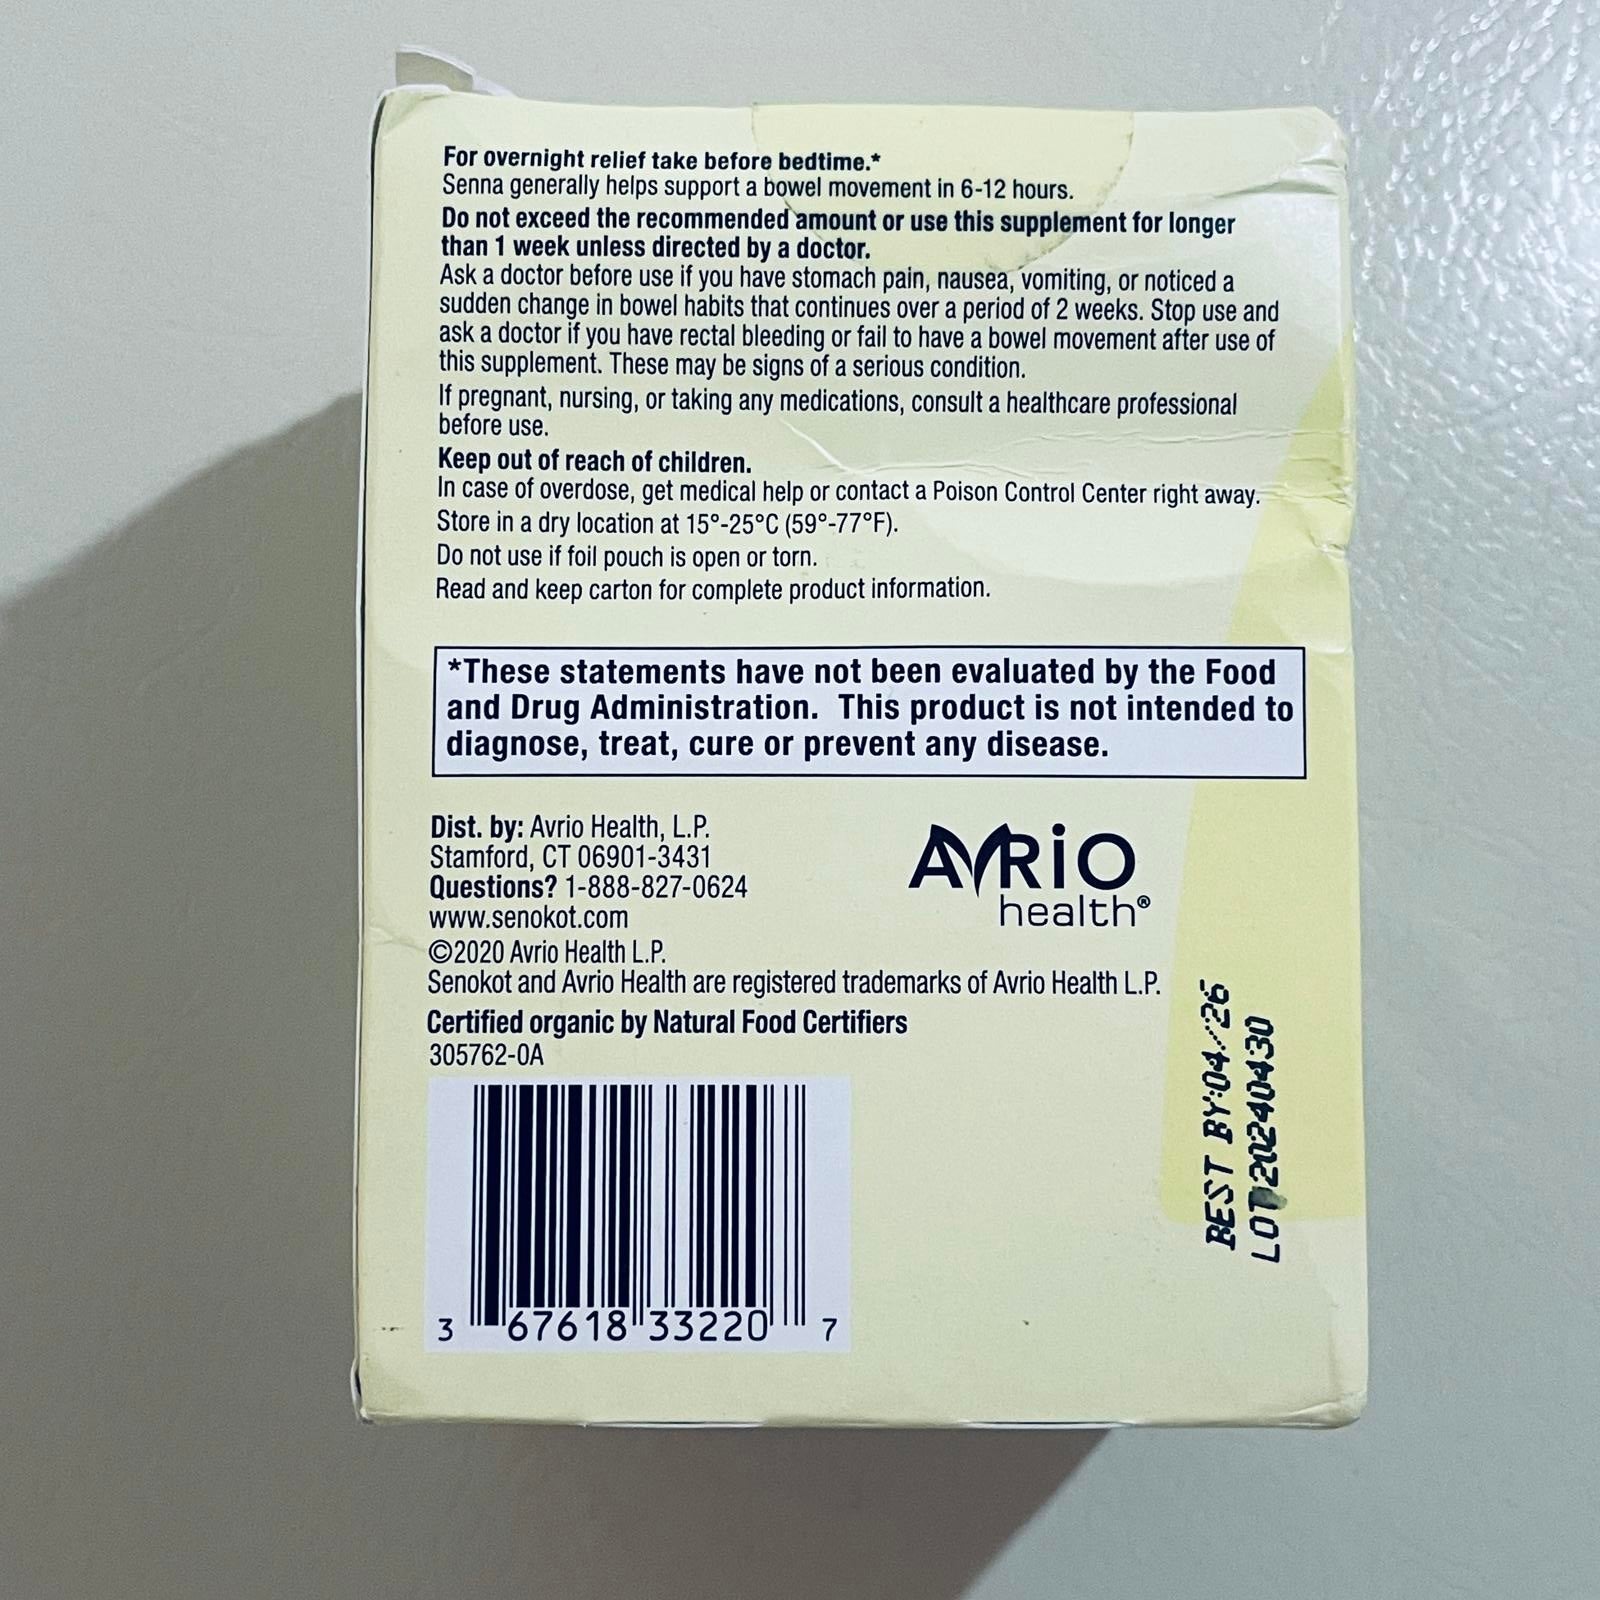 For overnight relief take before bedtime.*
Senna generally helps support a bowel movement in 6-12 hours.
Do not exceed the recommended amount or use this supplement for longer
than 1 week unless directed by a doctor.
Ask a doctor before use if you have stomach pain, nausea, vomiting, or noticed a
sudden change in bowel habits that continues over a period of 2 weeks. Stop use and
ask a doctor if you have rectal bleeding or fail to have a bowel movement after use of
this supplement. These may be signs of a serious condition.
If pregnant, nursing, or taking any medications, consult a healthcare professional
before use.
Keep out of reach of children.
In case of overdose, get medical help or contact a Poison Control Center right away.
Store in a dry location at 15°-25°C (59°-77°F).
Do not use if foil pouch is open or torn.
Read and keep carton for complete product information.
*These statements have not been evaluated by the Food
and Drug Administration. This product is not intended to
diagnose, treat, cure or prevent any disease.
Dist. by: Avrio Health, L.P.
Stamford, CT 06901-3431
Questions? 1-888-827-0624
www.senokot.com
©2020 Avrio Health L.P.
Senokot and Avrio Health are registered trademarks of Avrio Health L.P.
Certified organic by Natural Food Certifiers
305762-0A
AVRiO
health®
3 67618 33220 7
BEST BY:04/26
LOT20240430